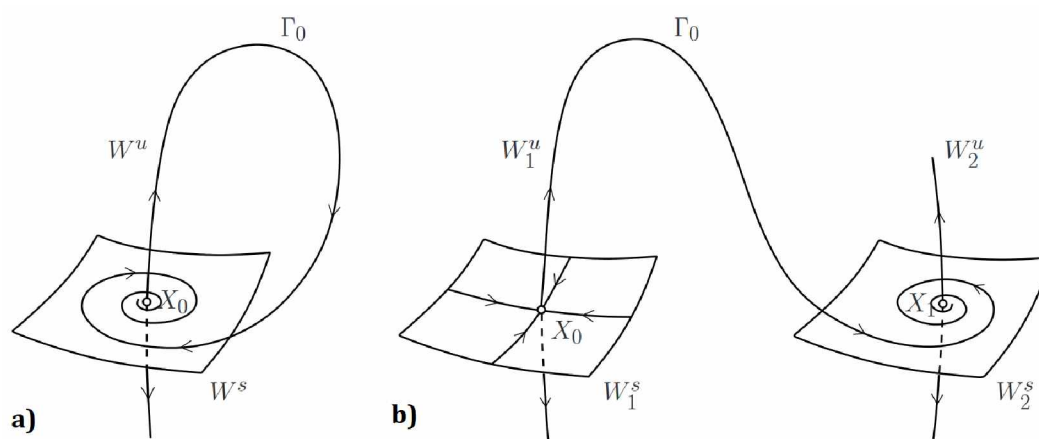 Γ₀ Γ₀
Wᵘ W₁ᵘ W₂ᵘ
X₀ X₀ X₁
Wˢ W₁ˢ W₂ˢ
a) b)